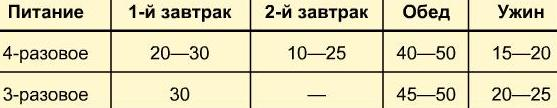 Питание 1-й завтрак 2-й завтрак Обед Ужин
4-разовое 20—30 10—25 40—50 15—20
3-разовое 30 — 45—50 20—25